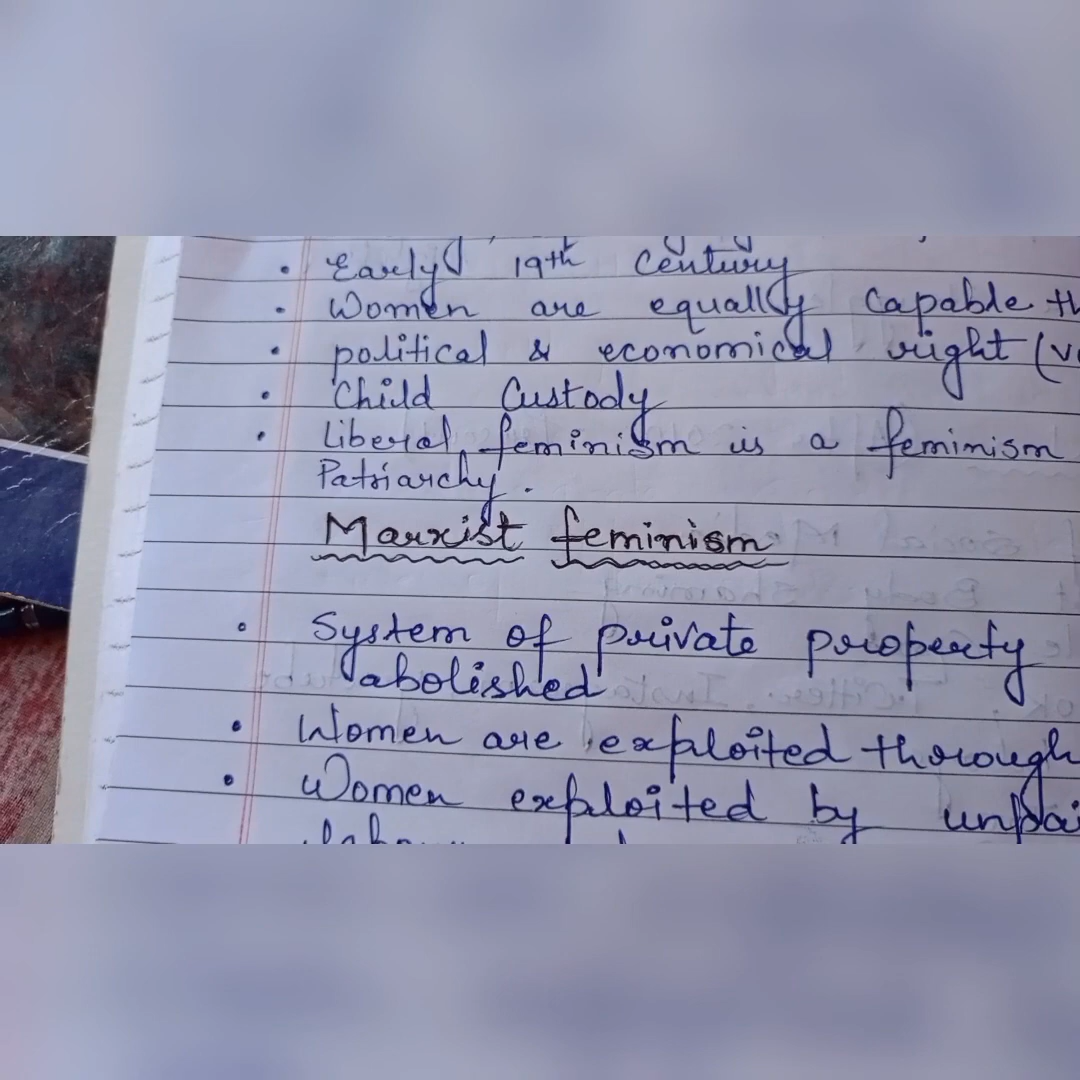 • Early 19th Century
• Women are equally capable
• political & economical right
• Child Custody
• Liberal feminism is a feminism
Patriarchy.
Marxist feminism
• System of private property
abolished
• Women are exploited thorough
• Women exploited by